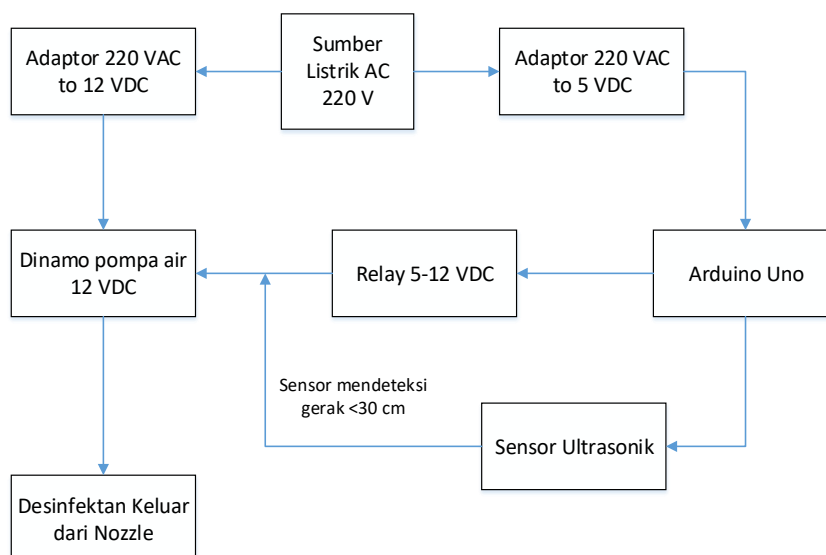 Adaptor 220 VAC
to 12 VDC
Sumber
Listrik AC
220 V
Adaptor 220 VAC
to 5 VDC
Dinamo pompa air
12 VDC
Relay 5-12 VDC
Arduino Uno
Sensor mendeteksi
gerak <30 cm
Sensor Ultrasonik
Desinfektan Keluar
dari Nozzle